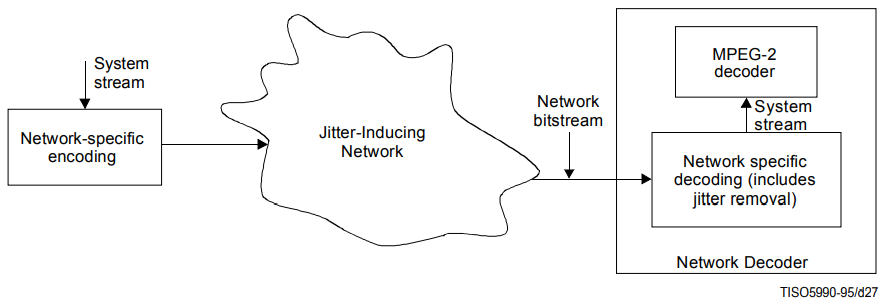 System
stream
Network-specific
encoding
Jitter-Inducing
Network
Network
bitstream
MPEG-2
decoder
System
stream
Network specific
decoding (includes
jitter removal)
Network Decoder
TISO5990-95/d27